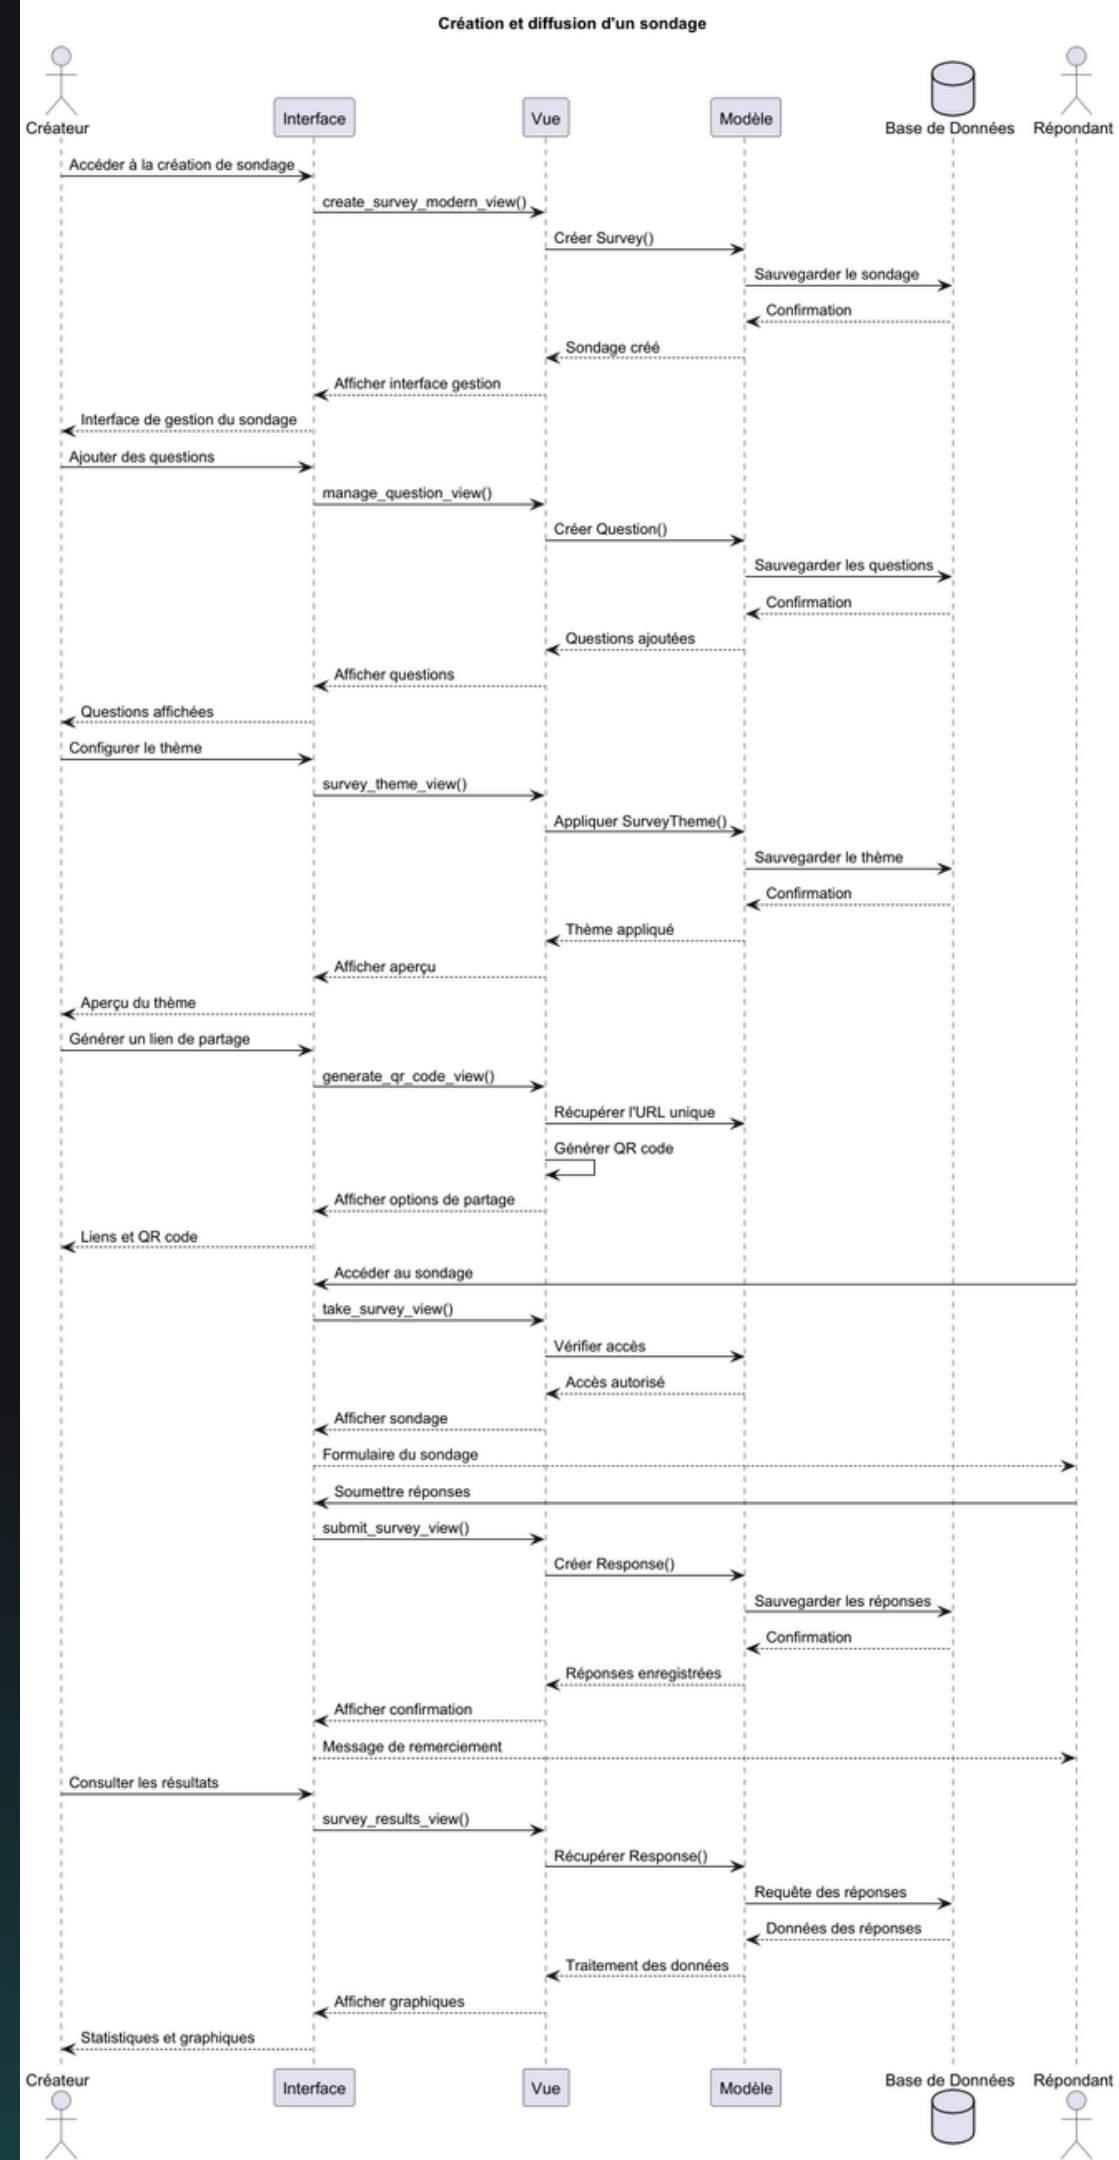 Création et diffusion d'un sondage
Créateur
Interface
Vue
Modèle
Base de Données
Répondant
Accéder à la création de sondage
create_survey_modern_view()
Créer Survey()
Sauvegarder le sondage
Confirmation
Sondage créé
Afficher interface gestion
Interface de gestion du sondage
Ajouter des questions
manage_question_view()
Créer Question()
Sauvegarder les questions
Confirmation
Questions ajoutées
Afficher questions
Questions affichées
Configurer le thème
survey_theme_view()
Appliquer SurveyTheme()
Sauvegarder le thème
Confirmation
Thème appliqué
Afficher aperçu
Aperçu du thème
Générer un lien de partage
generate_qr_code_view()
Récupérer l'URL unique
Générer QR code
Afficher options de partage
Liens et QR code
Accéder au sondage
take_survey_view()
Vérifier accès
Accès autorisé
Afficher sondage
Formulaire du sondage
Soumettre réponses
submit_survey_view()
Créer Response()
Sauvegarder les réponses
Confirmation
Réponses enregistrées
Afficher confirmation
Message de remerciement
Consulter les résultats
survey_results_view()
Récupérer Response()
Requête des réponses
Données des réponses
Traitement des données
Afficher graphiques
Statistiques et graphiques
Créateur
Interface
Vue
Modèle
Base de Données
Répondant